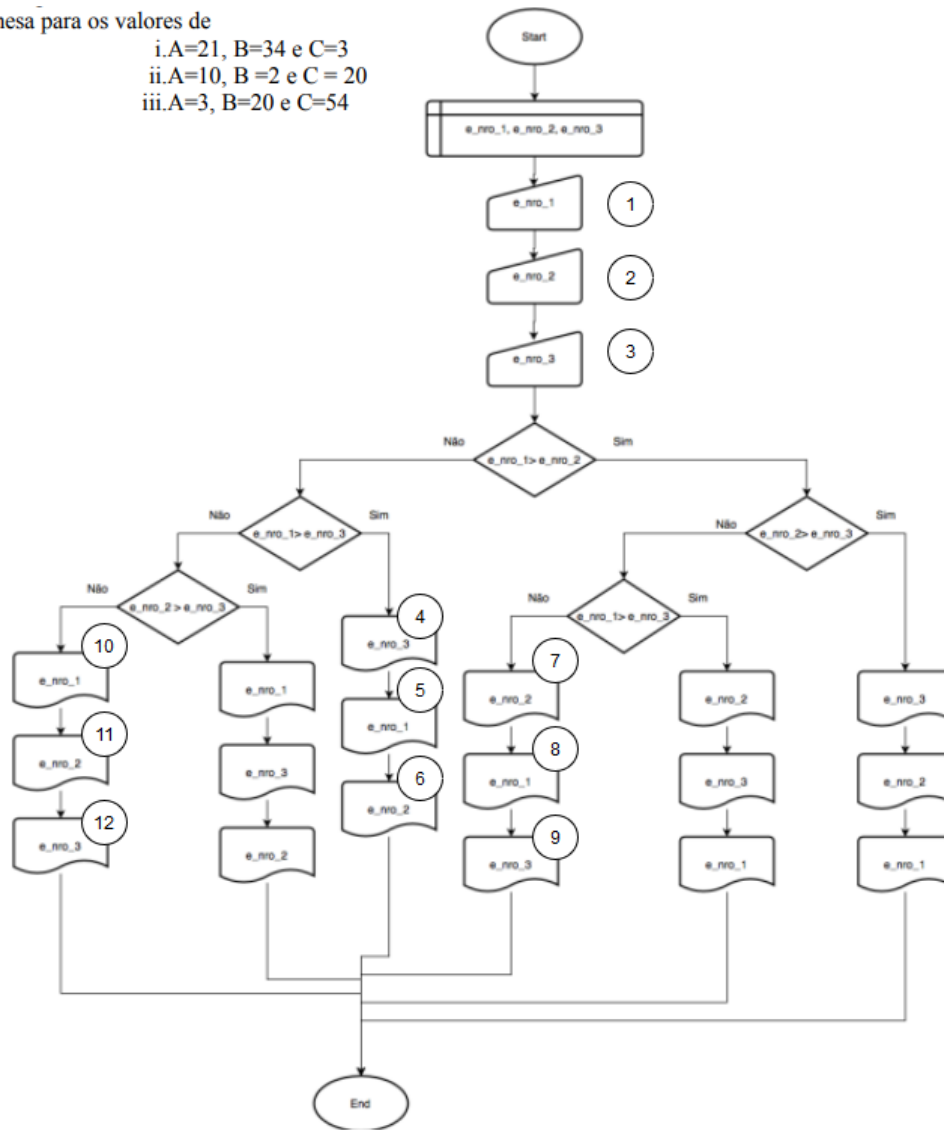 nesa para os valores de
i.A=21, B=34 e C=3
ii.A=10, B =2 e C = 20
iii.A=3, B=20 e C=54
Start
e_nro_1, e_nro_2, e_nro_3
e_nro_1
1
e_nro_2
2
e_nro_3
3
Não
Sim
e_nro_1> e_nro_2
Não
Sim
e_nro_1> e_nro_3
Não
Sim
e_nro_2> e_nro_3
Não
Sim
e_nro_2 > e_nro_3
Não
Sim
e_nro_1> e_nro_3
4
e_nro_3
10
e_nro_1
e_nro_1
7
e_nro_2
e_nro_2
e_nro_3
5
e_nro_1
11
e_nro_2
e_nro_3
8
e_nro_1
e_nro_3
e_nro_2
6
e_nro_2
12
e_nro_3
e_nro_2
9
e_nro_3
e_nro_1
e_nro_1
End